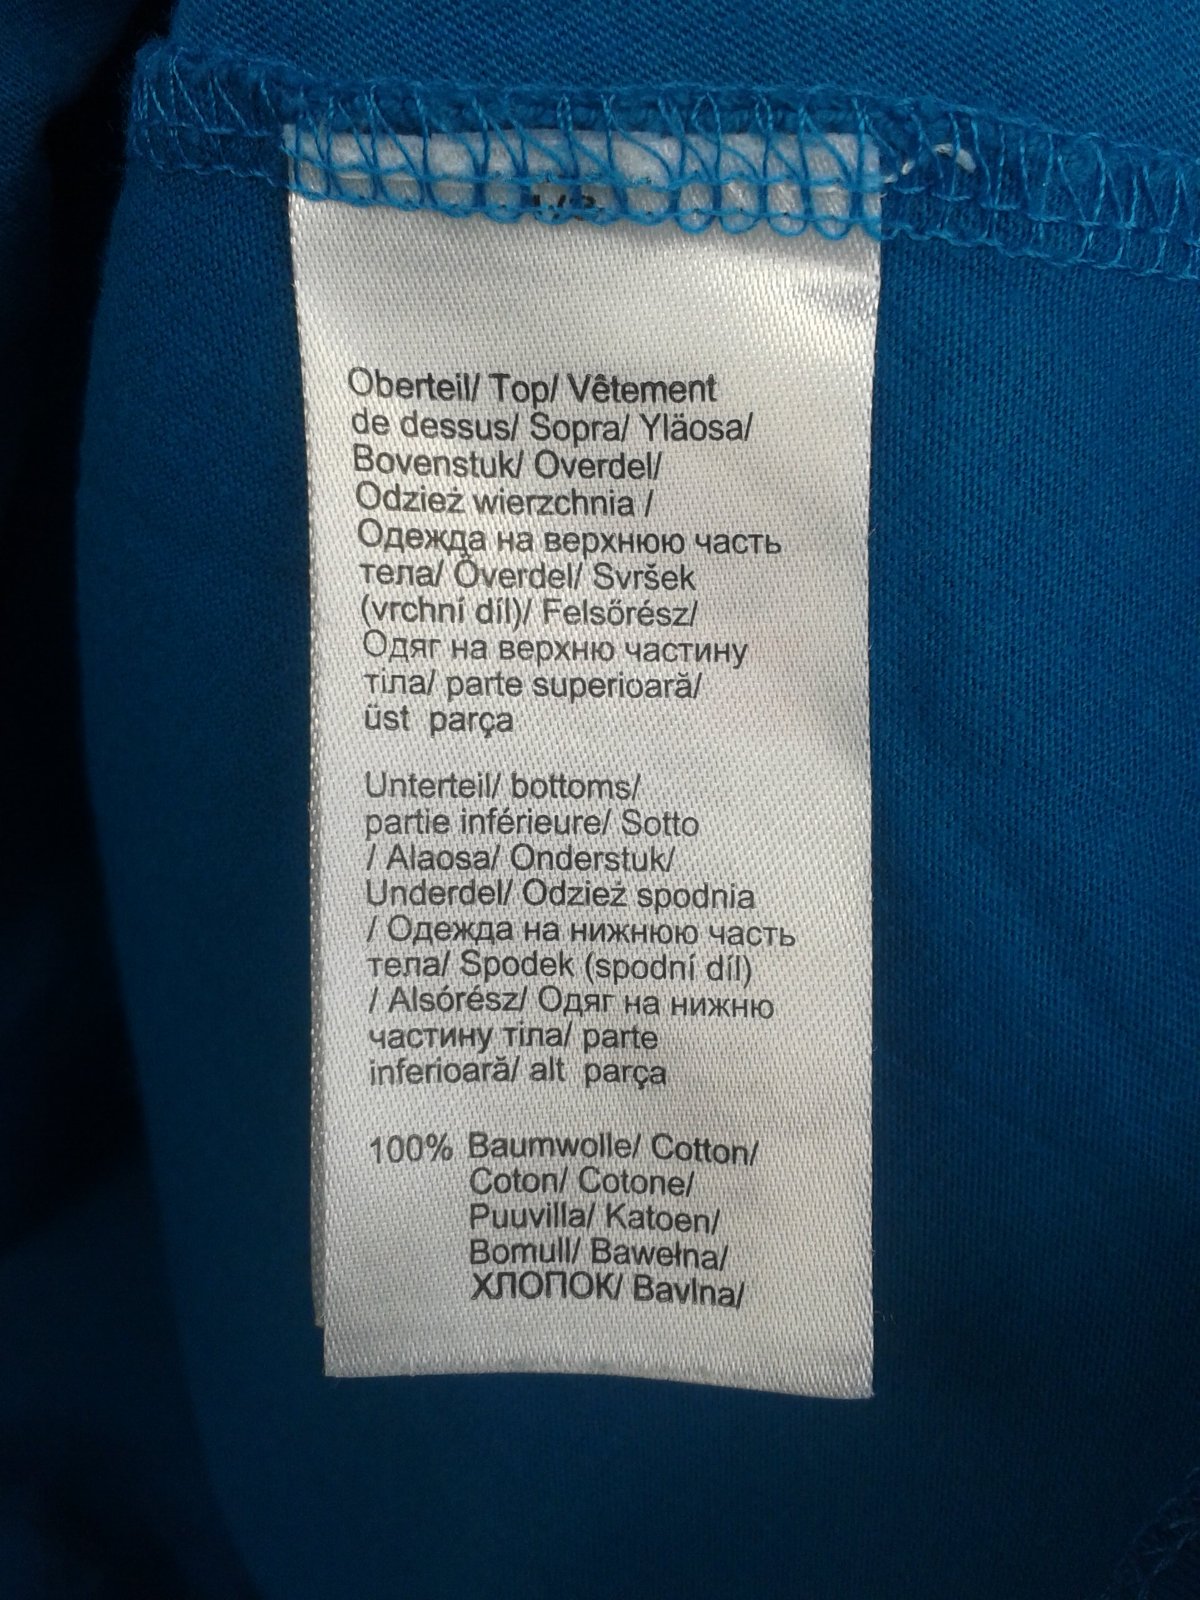 Oberteil/ Top/ Vêtement
de dessus/ Sopra/ Yläosa/
Bovenstuk/ Overdel/
Odzież wierzchnia /
Одежда на верхнюю часть
тела/ Överdel/ Svršek
(vrchní díl)/ Felsőrész/
Одяг на верхню частину
тіла/ parte superioară/
üst parça
Unterteil/ bottoms/
partie inférieure/ Sotto
/ Alaosa/ Onderstuk/
Underdel/ Odzież spodnia
/ Одежда на нижнюю часть
тела/ Spodek (spodní díl)
/ Alsórész/ Одяг на нижню
частину тіла/ parte
inferioară/ alt parça
100% Baumwolle/ Cotton/
Coton/ Cotone/
Puuvilla/ Katoen/
Bomull/ Bawełna/
ХЛОПОК/ Bavlna/